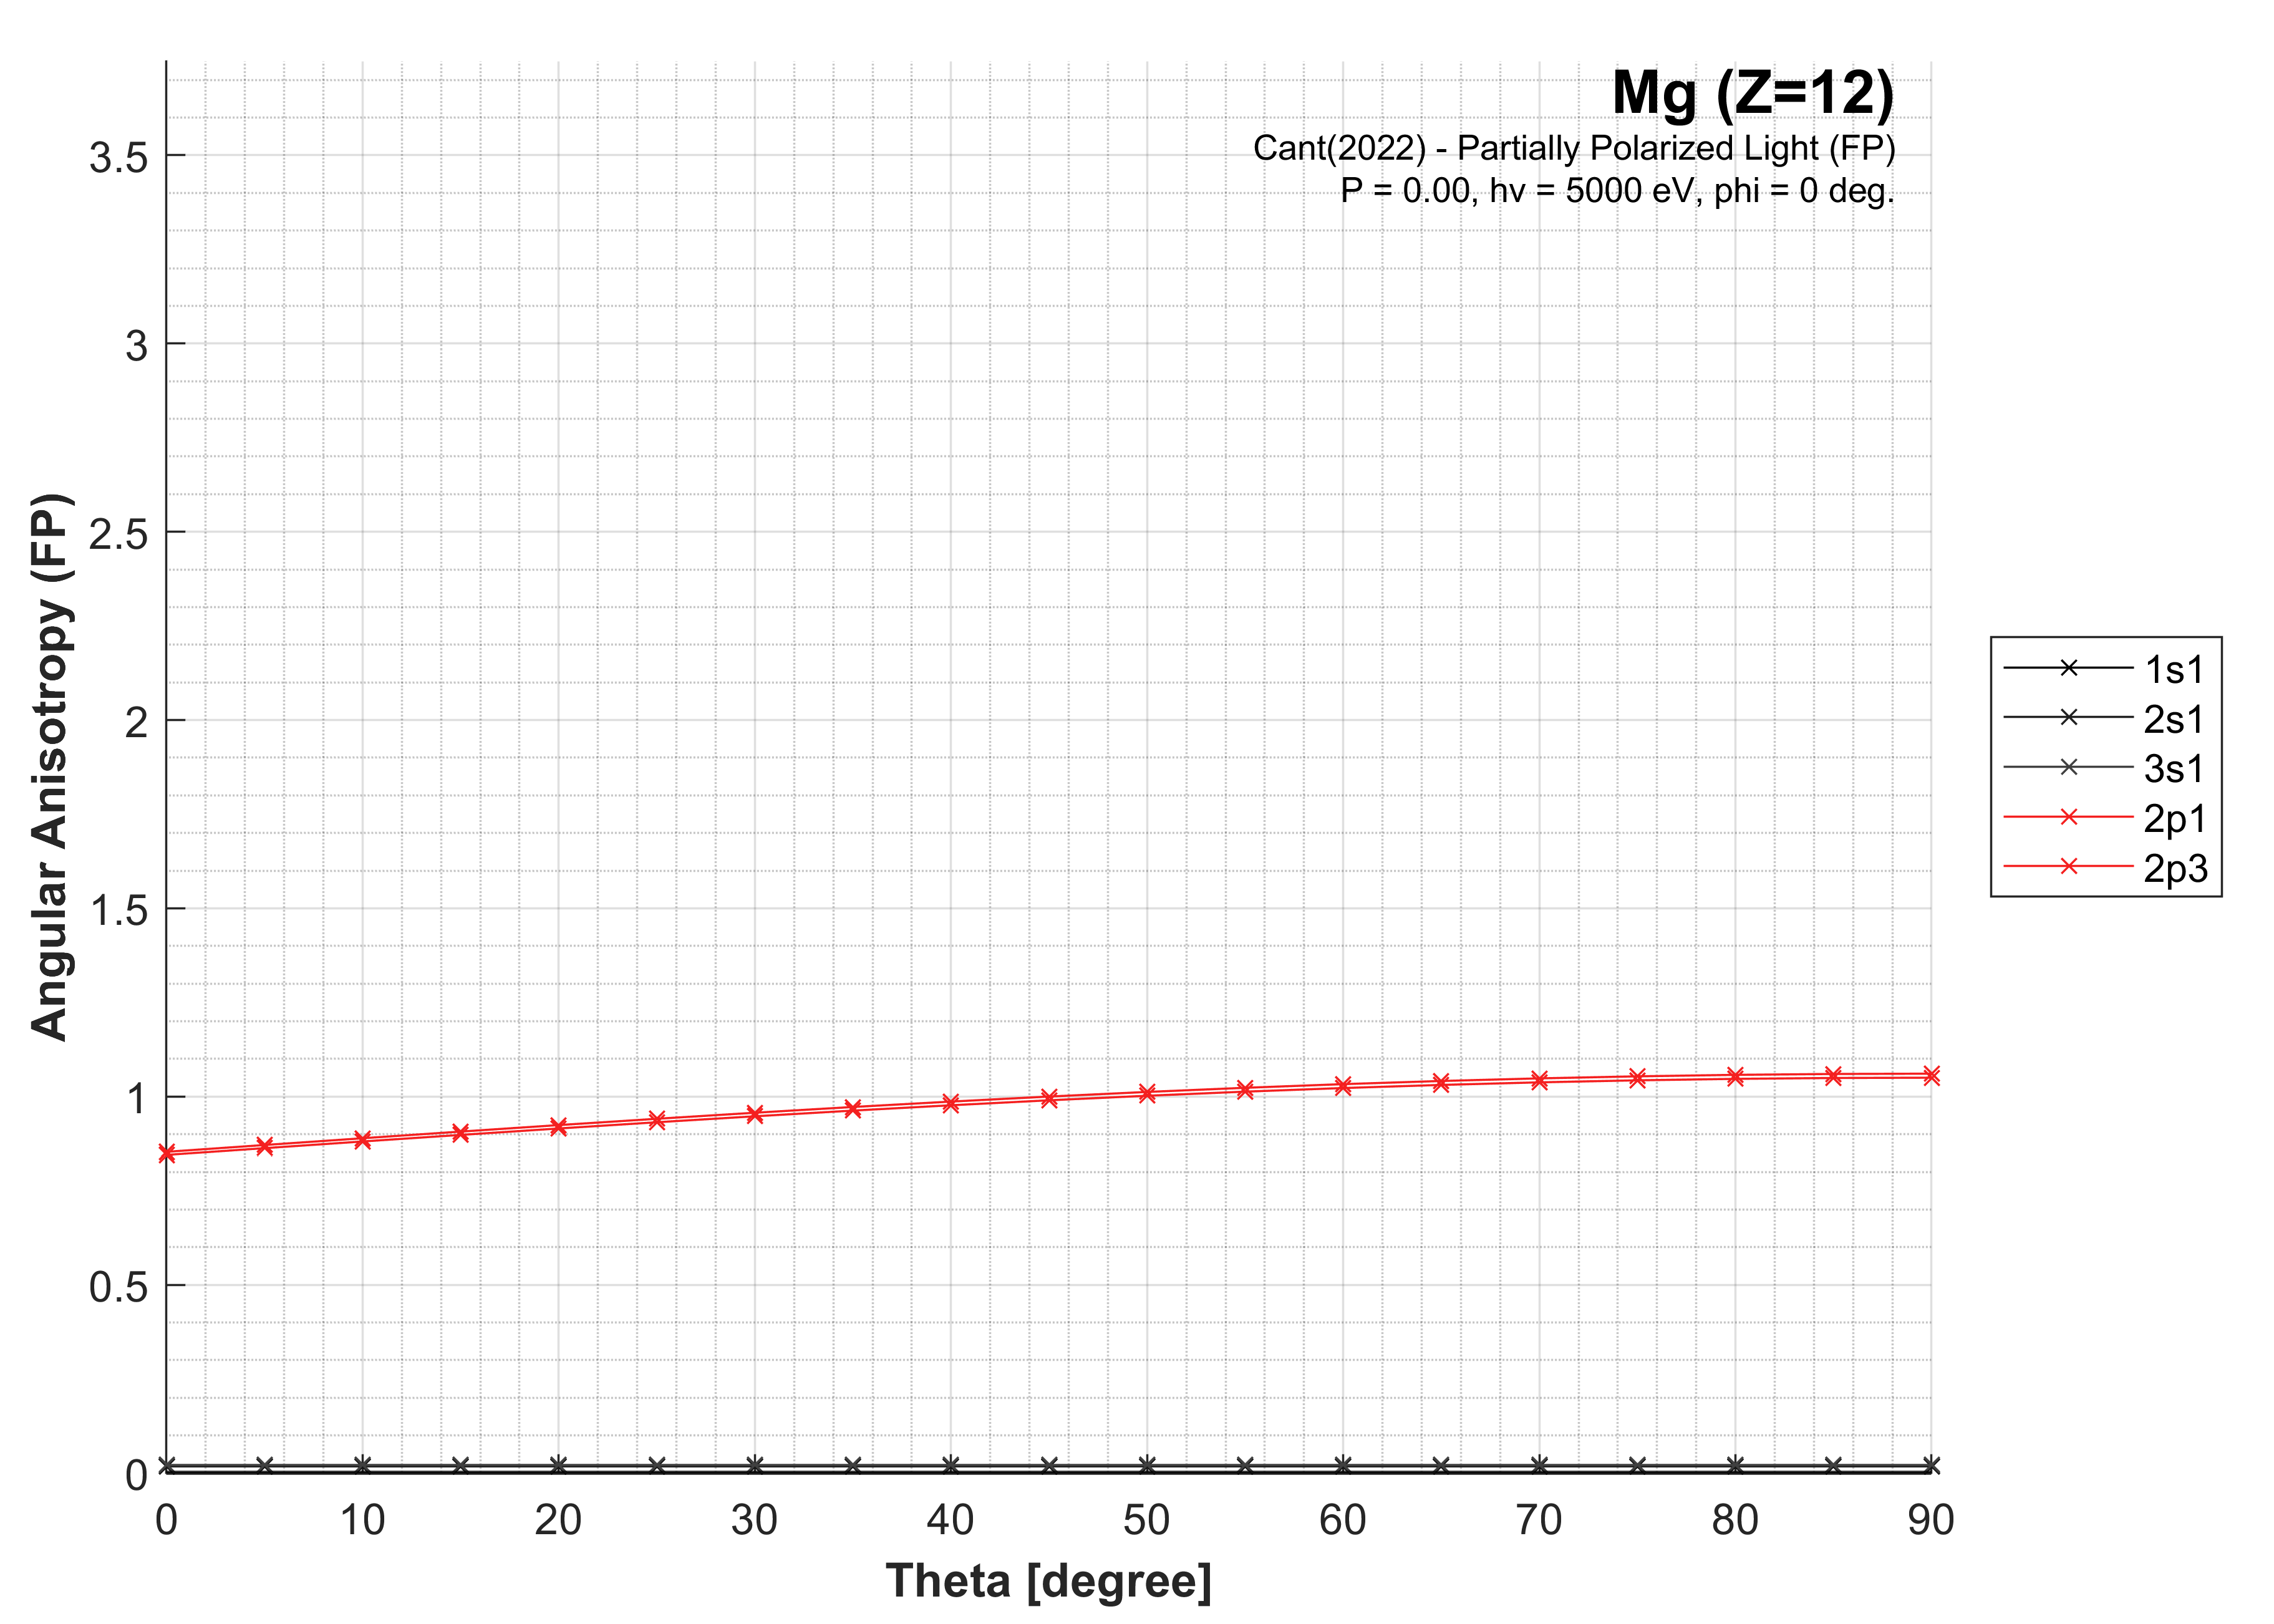 Mg (Z=12)
Cant(2022) - Partially Polarized Light (FP)
P = 0.00, hv = 5000 eV, phi = 0 deg.
Angular Anisotropy (FP)
3.5
3
2.5
2
1.5
1
0.5
0
0 10 20 30 40 50 60 70 80 90
Theta [degree]
1s1
2s1
3s1
2p1
2p3